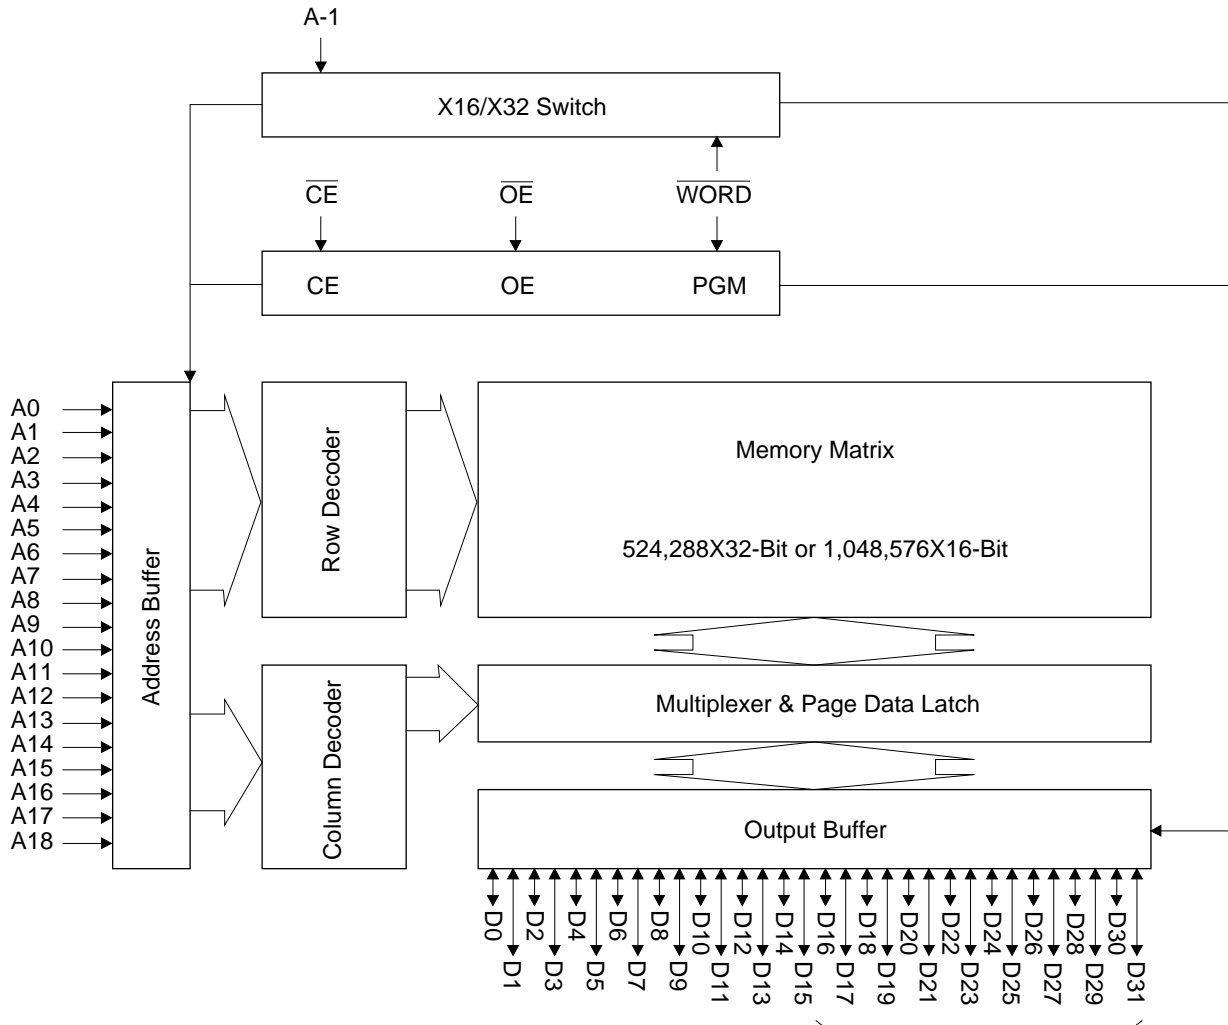 A-1
X16/X32 Switch
CE OE WORD
CE OE PGM
A0
A1
A2
A3
A4
A5
A6
A7
A8
A9
A10
A11
A12
A13
A14
A15
A16
A17
A18
Address Buffer
Row Decoder
Column Decoder
Memory Matrix
524,288X32-Bit or 1,048,576X16-Bit
Multiplexer & Page Data Latch
Output Buffer
D0 D2 D4 D6 D8 D10 D12 D14 D16 D18 D20 D22 D24 D26 D28 D30
D1 D3 D5 D7 D9 D11 D13 D15 D17 D19 D21 D23 D25 D27 D29 D31